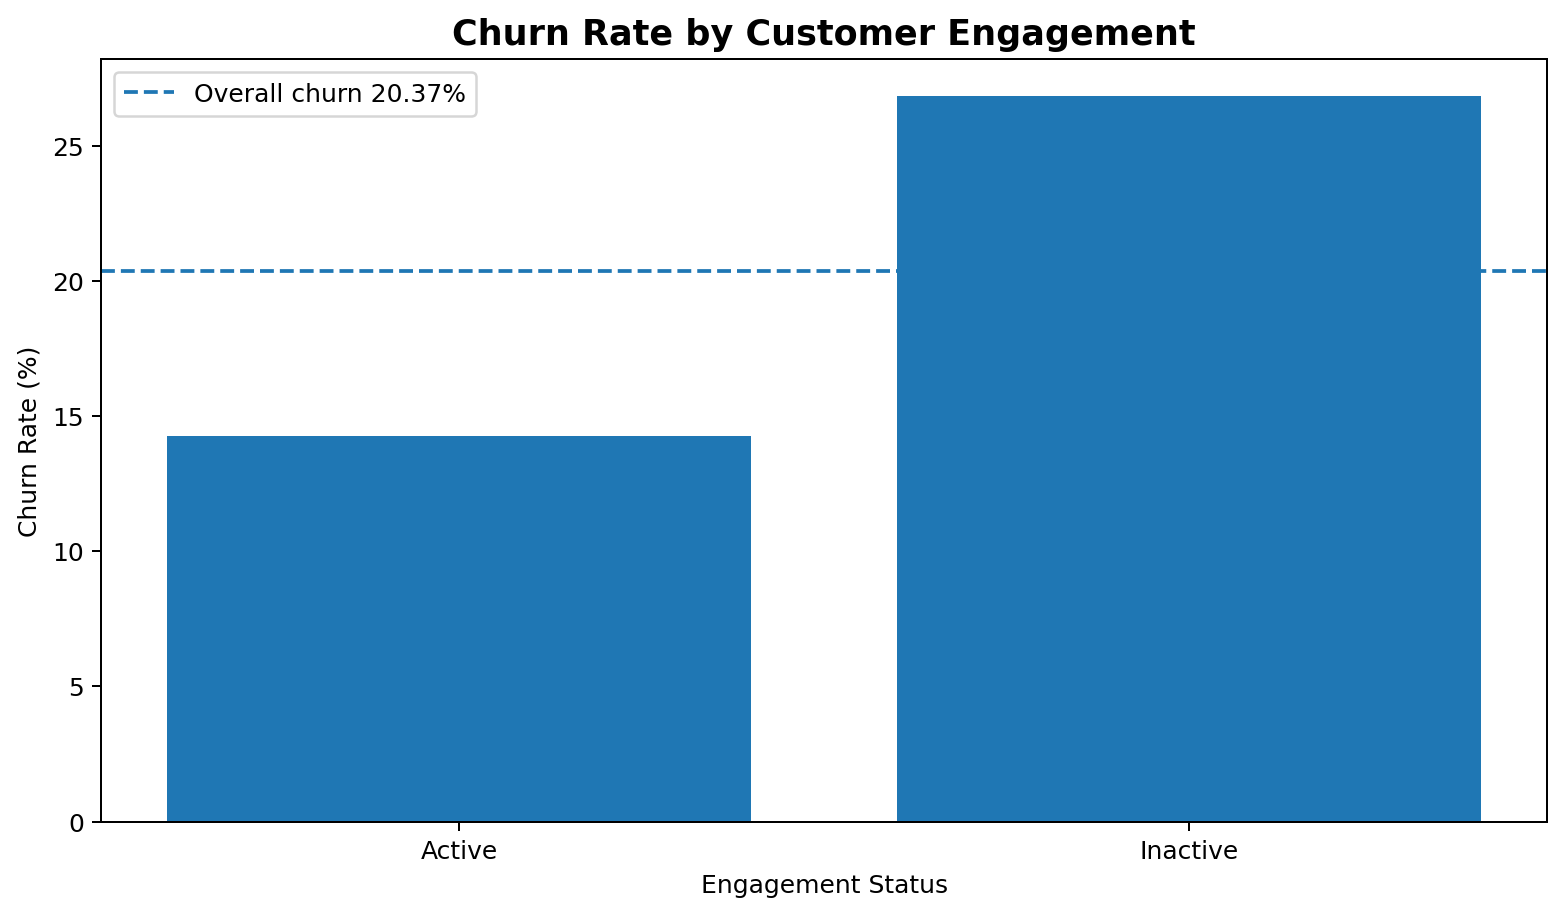 Churn Rate by Customer Engagement
Overall churn 20.37%
Churn Rate (%)
25
20
15
10
5
0
Active
Inactive
Engagement Status